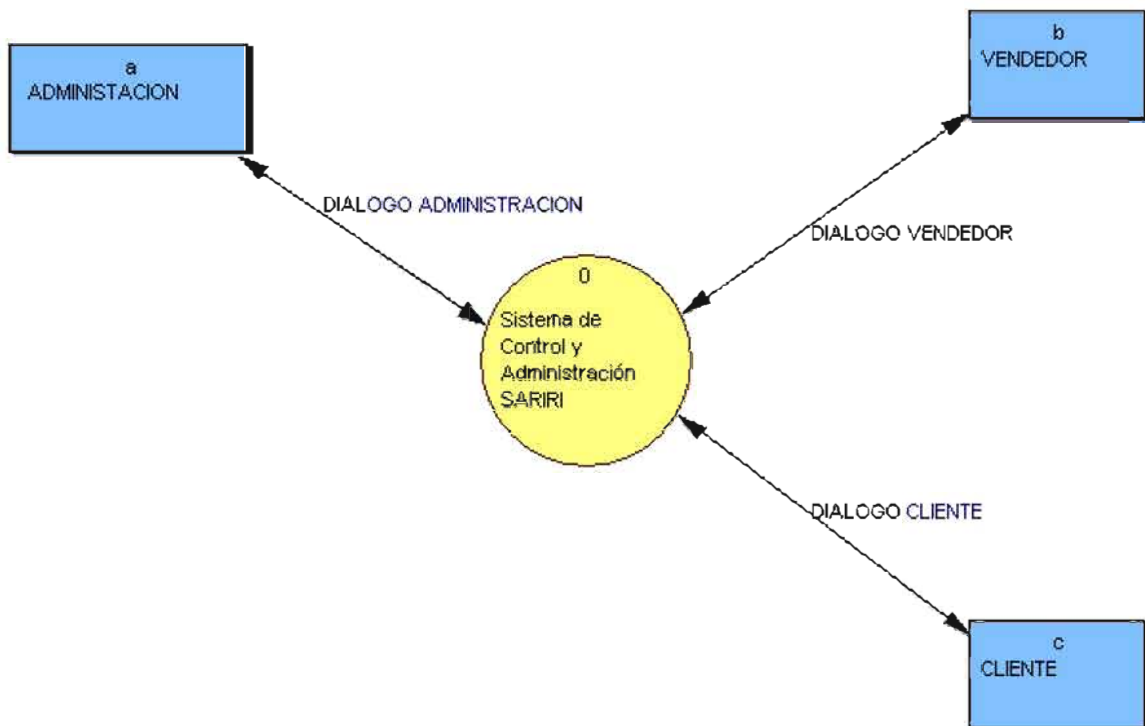 a
ADMINISTACION
b
VENDEDOR
DIALOGO ADMINISTRACION
DIALOGO VENDEDOR
0
Sistema de
Control y
Administración
SARIRI
DIALOGO CLIENTE
c
CLIENTE